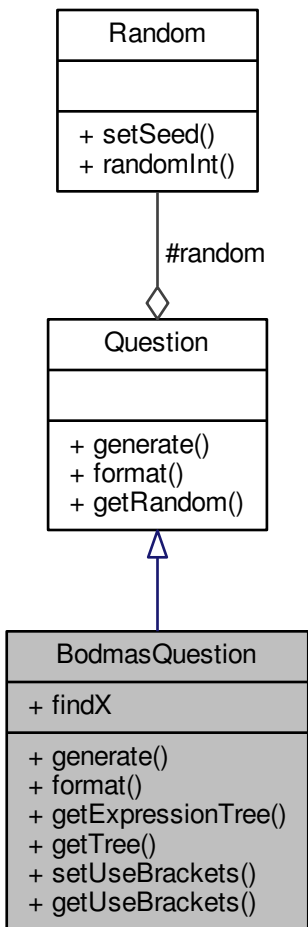 Random
+ setSeed()
+ randomInt()
#random
Question
+ generate()
+ format()
+ getRandom()
BodmasQuestion
+ findX
+ generate()
+ format()
+ getExpressionTree()
+ getTree()
+ setUseBrackets()
+ getUseBrackets()